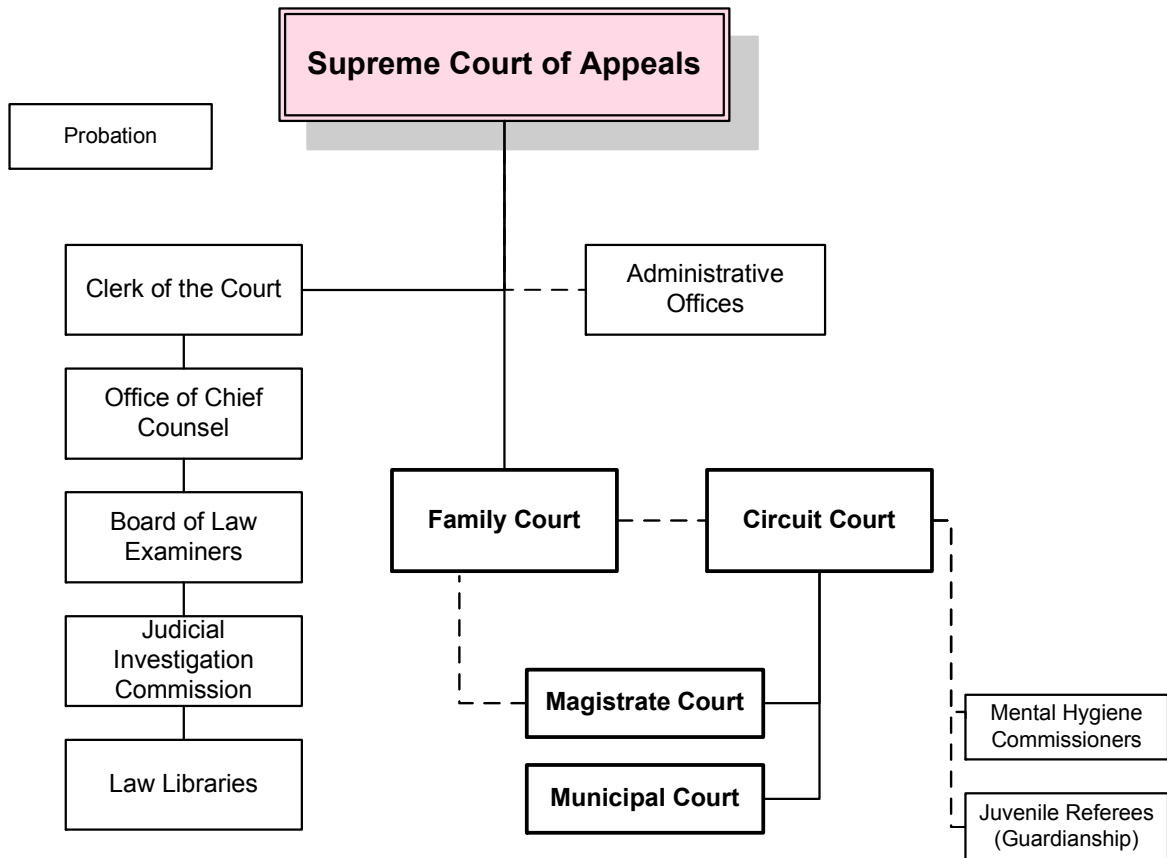 Supreme Court of Appeals
Probation
Clerk of the Court
Administrative
Offices
Office of Chief
Counsel
Board of Law
Examiners
Judicial
Investigation
Commission
Law Libraries
Family Court
Circuit Court
Magistrate Court
Municipal Court
Mental Hygiene
Commissioners
Juvenile Referees
(Guardianship)